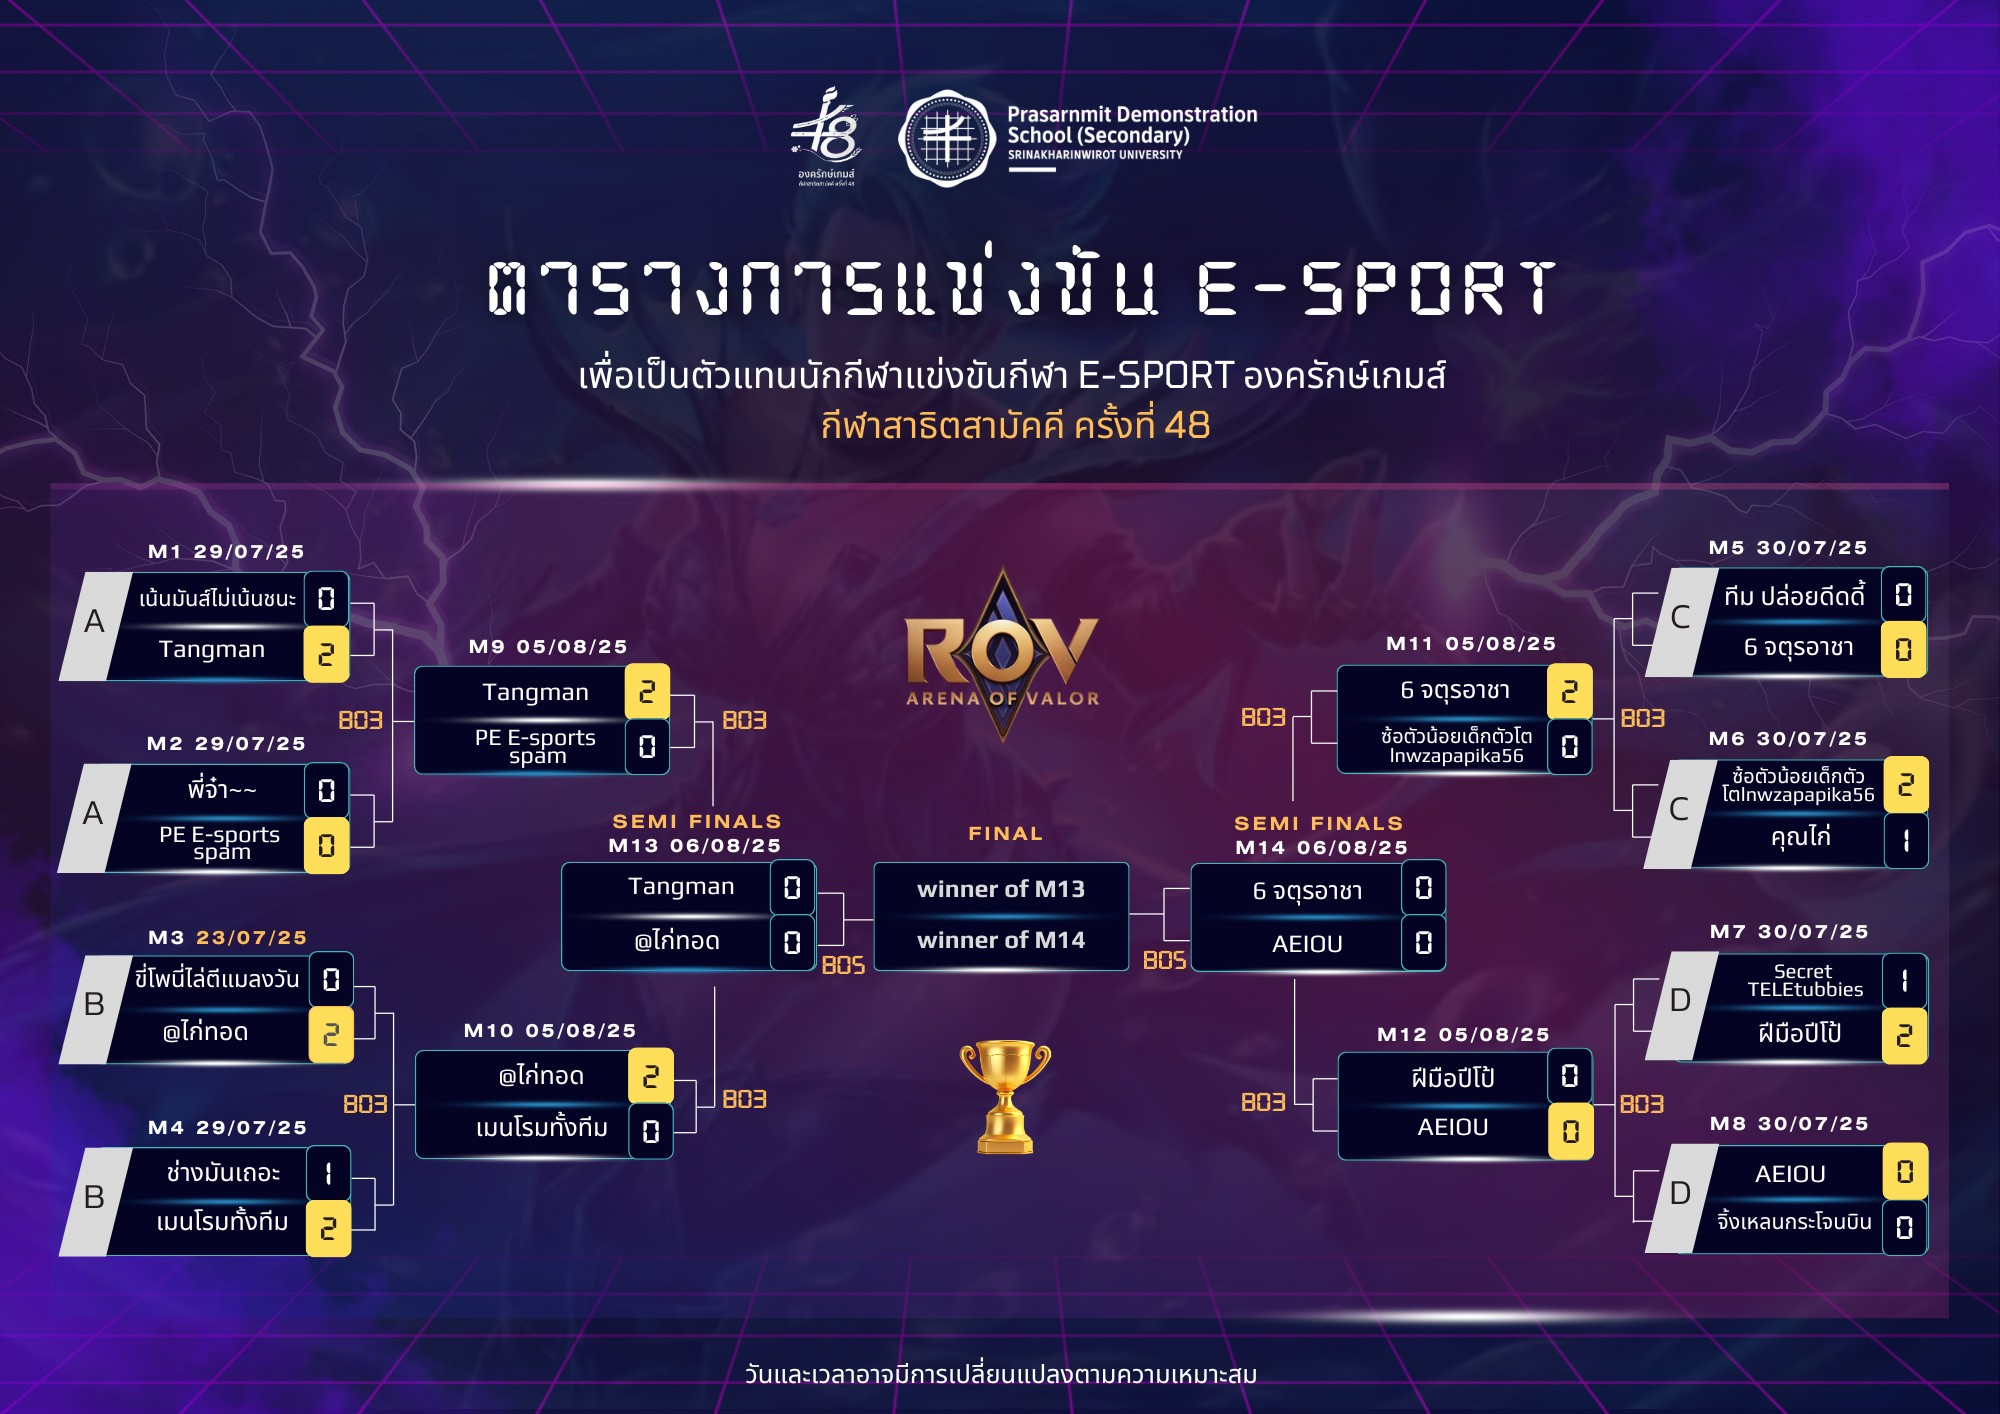 องครักษ์เกมส์
กีฬาสาธิตสามัคคี ครั้งที่ 48
Prasarnmit Demonstration
School (Secondary)
SRINAKHARINWIROT UNIVERSITY
ตารางการแข่งขัน E-SPORT
เพื่อเป็นตัวแทนนักกีฬาแข่งขันกีฬา E-SPORT องครักษ์เกมส์
กีฬาสาธิตสามัคคี ครั้งที่ 48
M1 29/07/25
A
เน้นมันส์ไม่เน้นชนะ 0
Tangman 2
M2 29/07/25
A
พี่จ๋า~~ 0
PE E-sports
spam 0
BO3
M3 23/07/25
B
ขี่โพนี่ไล่ตีแมลงวัน 0
@ไก่ทอด 2
M4 29/07/25
B
ช่างมันเถอะ 1
เมนโรมทั้งทีม 2
BO3
M9 05/08/25
Tangman 2
PE E-sports
spam 0
BO3
M10 05/08/25
@ไก่ทอด 2
เมนโรมทั้งทีม 0
BO3
SEMI FINALS
M13 06/08/25
Tangman 0
@ไก่ทอด 0
BO5
ROV
ARENA OF VALOR
FINAL
winner of M13
winner of M14
SEMI FINALS
M14 06/08/25
6 จตุรอาชา 0
AEIOU 0
BO5
M11 05/08/25
6 จตุรอาชา 2
ซ้อตัวน้อยเด็กตัวโต
lnwzapapika56 0
BO3
M12 05/08/25
ฝีมือปีโป้ 0
AEIOU 0
BO3
M5 30/07/25
C
ทีม ปล่อยดีดดี้ 0
6 จตุรอาชา 0
M6 30/07/25
C
ซ้อตัวน้อยเด็กตัว
โตlnwzapapika56 2
คุณไก่ 1
BO3
M7 30/07/25
D
Secret
TELEtubbies 1
ฝีมือปีโป้ 2
M8 30/07/25
D
AEIOU 0
จิ้งเหลนกระโจนบิน 0
BO3
วันและเวลาอาจมีการเปลี่ยนแปลงตามความเหมาะสม